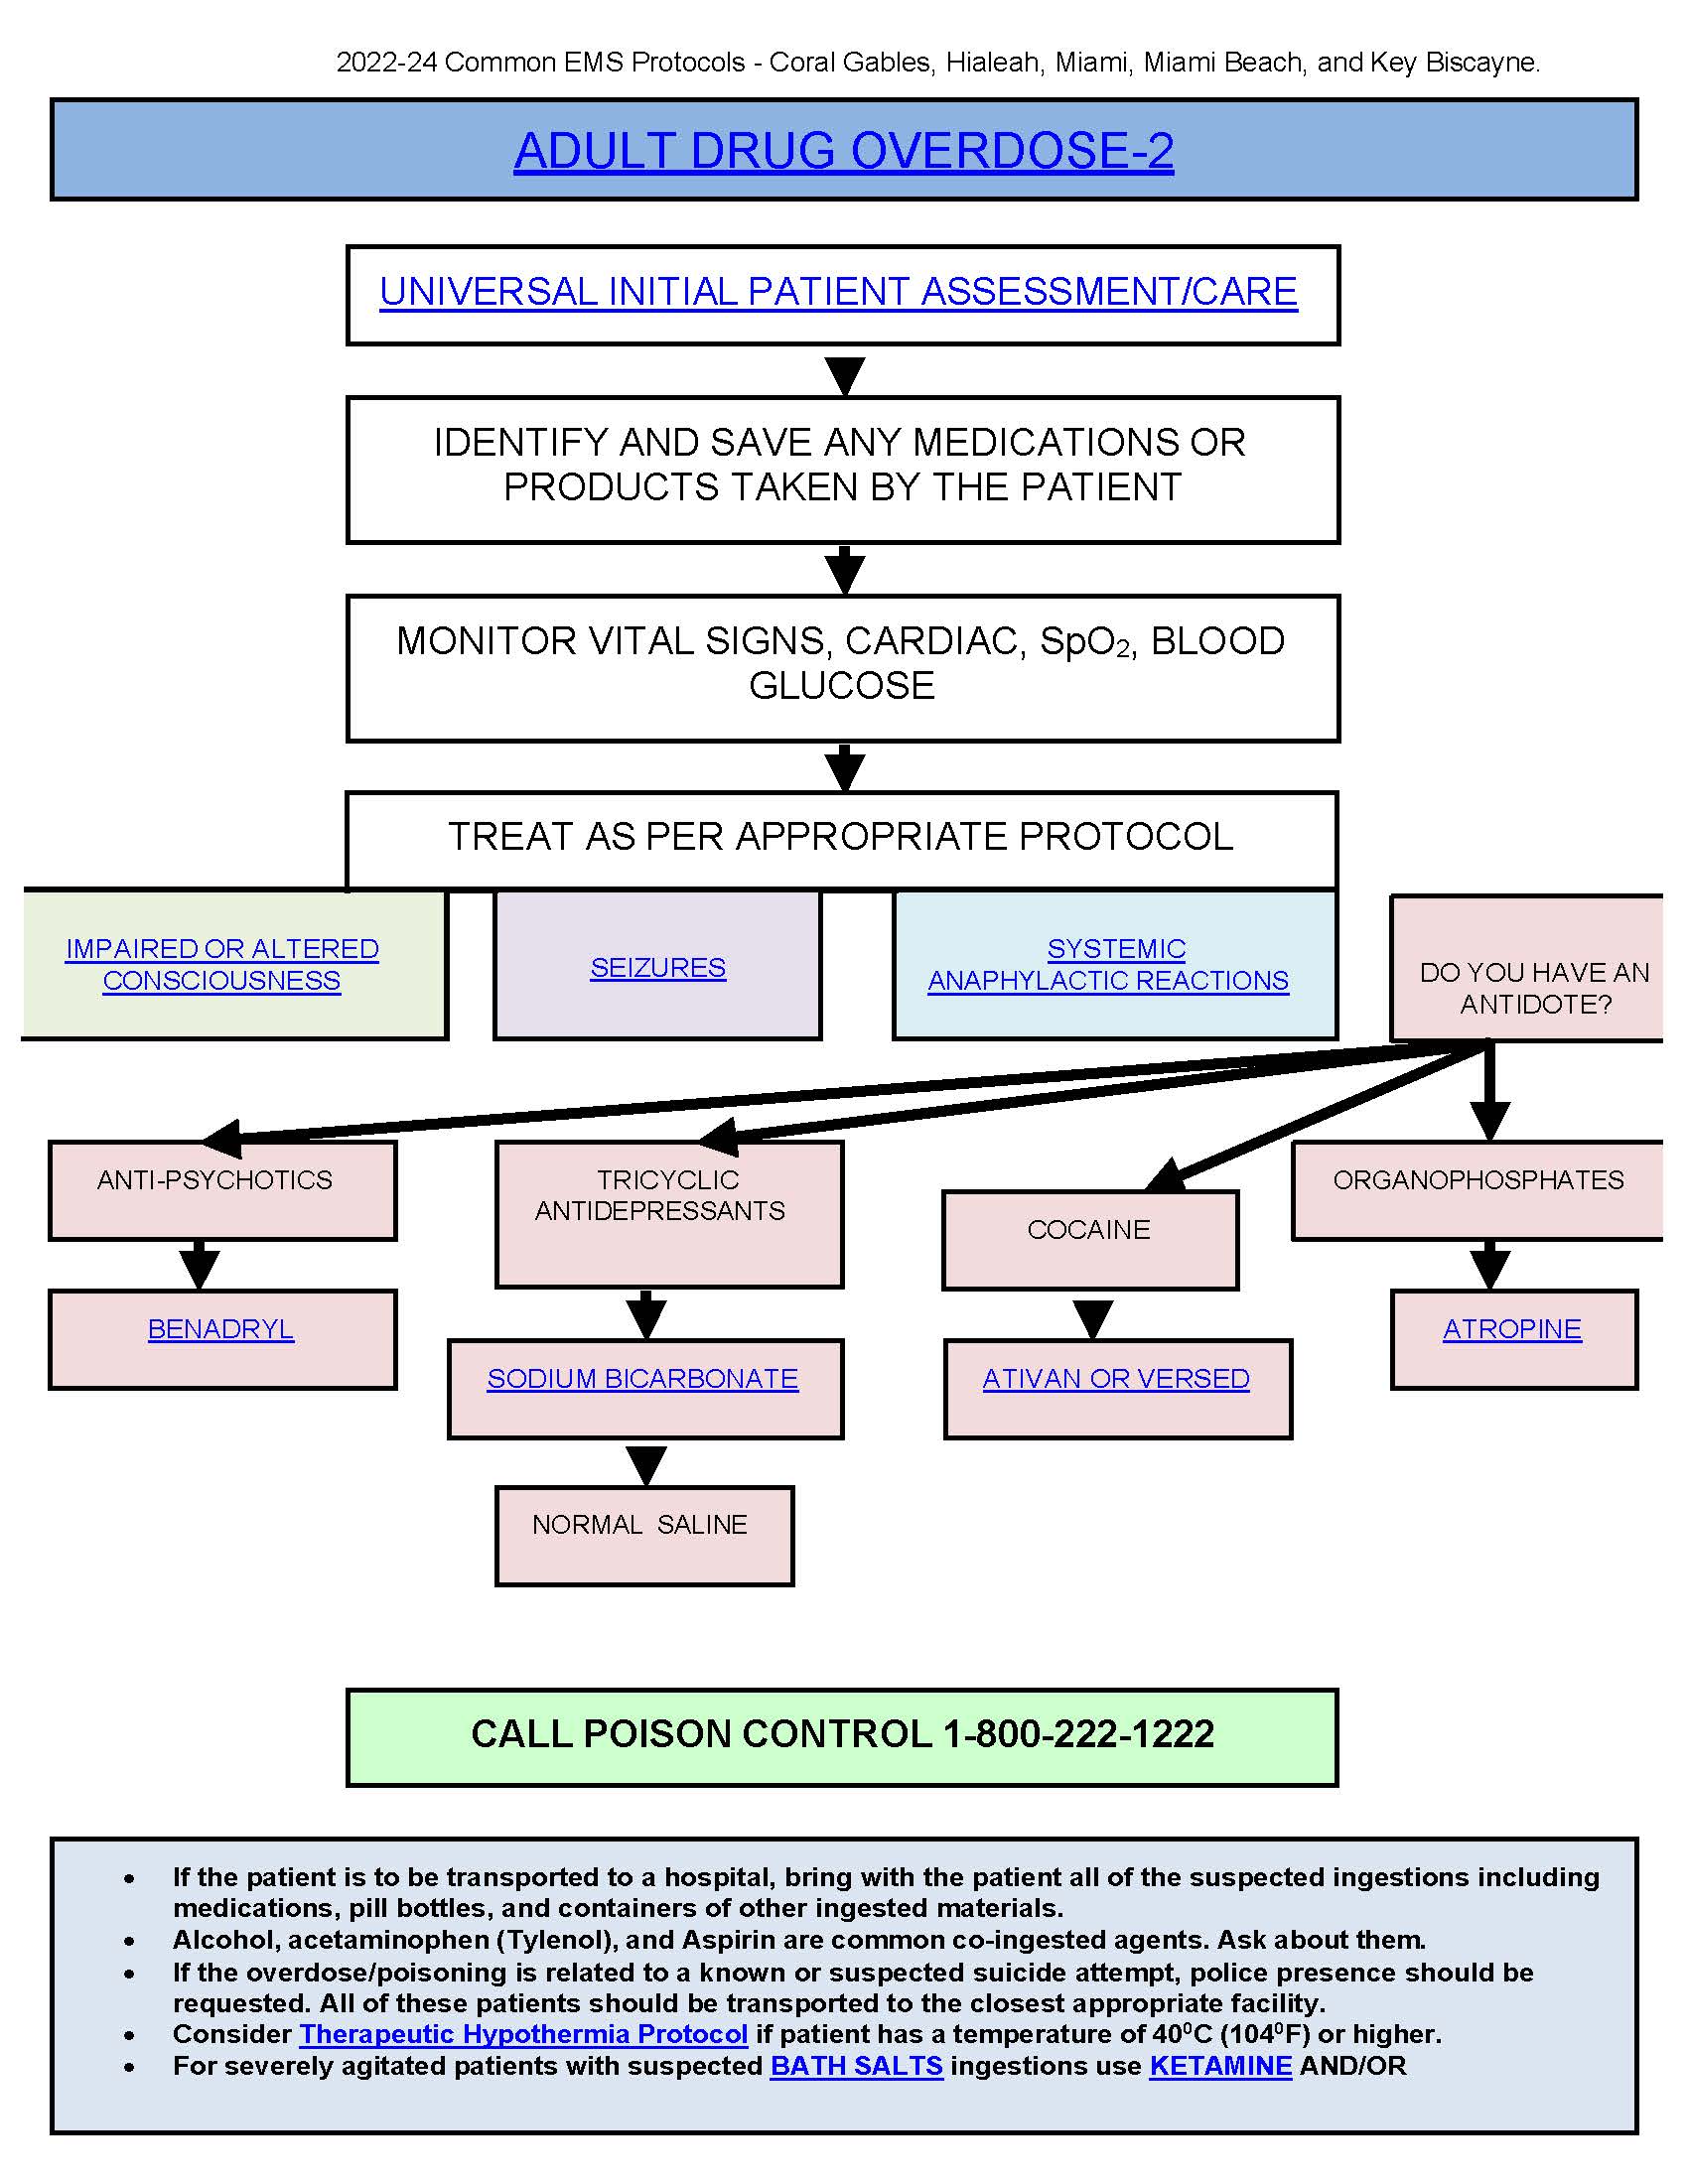 2022-24 Common EMS Protocols - Coral Gables, Hialeah, Miami, Miami Beach, and Key Biscayne.
ADULT DRUG OVERDOSE-2
UNIVERSAL INITIAL PATIENT ASSESSMENT/CARE
IDENTIFY AND SAVE ANY MEDICATIONS OR
PRODUCTS TAKEN BY THE PATIENT
MONITOR VITAL SIGNS, CARDIAC, SpO₂, BLOOD
GLUCOSE
TREAT AS PER APPROPRIATE PROTOCOL
IMPAIRED OR ALTERED
CONSCIOUSNESS
SEIZURES
SYSTEMIC
ANAPHYLACTIC REACTIONS
DO YOU HAVE AN
ANTIDOTE?
ANTI-PSYCHOTICS
TRICYCLIC
ANTIDEPRESSANTS
COCAINE
ORGANOPHOSPHATES
BENADRYL
SODIUM BICARBONATE
ATIVAN OR VERSED
ATROPINE
NORMAL SALINE
CALL POISON CONTROL 1-800-222-1222
• If the patient is to be transported to a hospital, bring with the patient all of the suspected ingestions including
medications, pill bottles, and containers of other ingested materials.
• Alcohol, acetaminophen (Tylenol), and Aspirin are common co-ingested agents. Ask about them.
• If the overdose/poisoning is related to a known or suspected suicide attempt, police presence should be
requested. All of these patients should be transported to the closest appropriate facility.
• Consider Therapeutic Hypothermia Protocol if patient has a temperature of 40⁰C (104⁰F) or higher.
• For severely agitated patients with suspected BATH SALTS ingestions use KETAMINE AND/OR